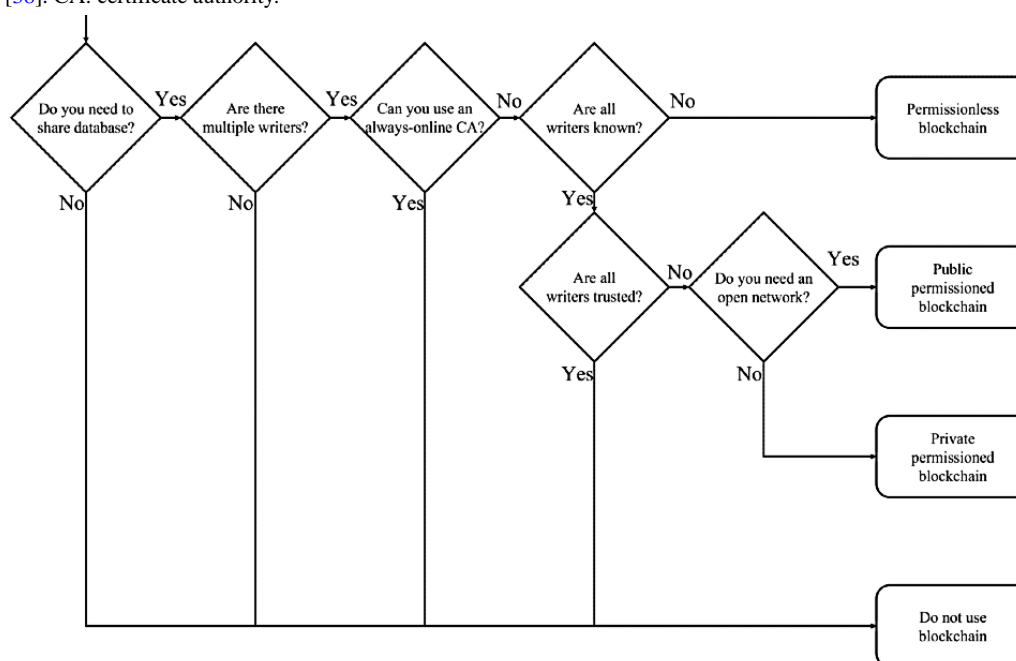 [36]. CA: certificate authority.
Do you need to
share database?
Yes
Are there
multiple writers?
Yes
Can you use an
always-online CA?
No
Are all
writers known?
No
Permissionless
blockchain
No
No
Yes
Yes
Are all
writers trusted?
No
Do you need an
open network?
Yes
Public
permissioned
blockchain
Yes
No
Private
permissioned
blockchain
Do not use
blockchain